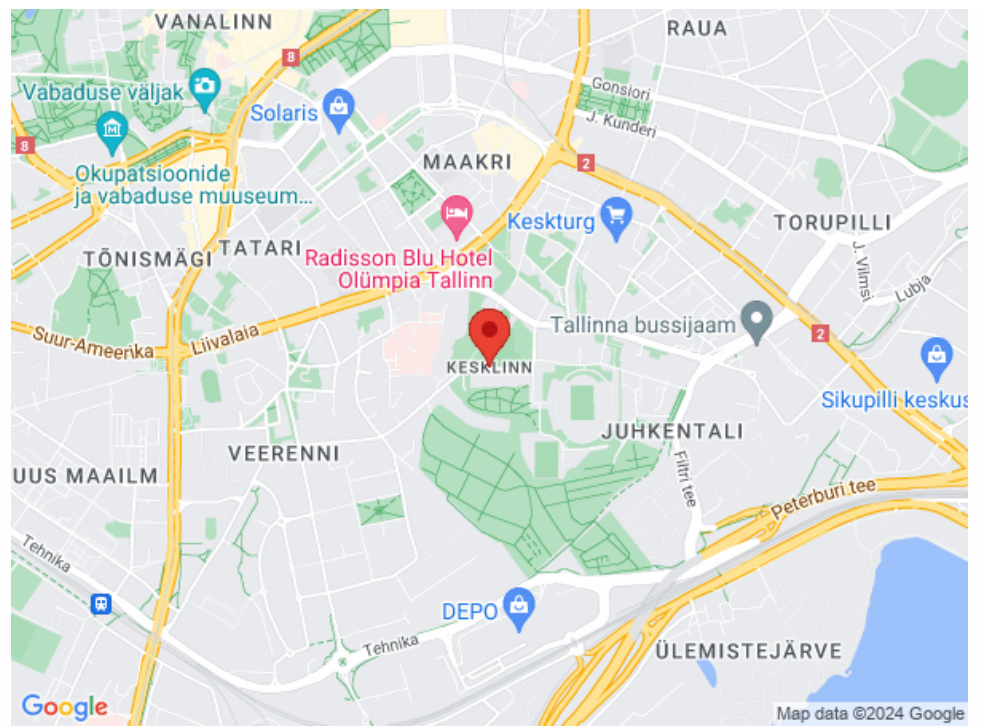 VANALINN
RAUA
8
Vabaduse väljak
Gonsiori
Solaris
J. Kunderi
8
MAAKRI
2
Okupatsioonide
ja vabaduse muuseum...
Keskturg
TORUPILLI
TÕNISMÄGI
TATARI
Radisson Blu Hotel
Olümpia Tallinn
J. Vilmsi
Lubja
Suur-Ameerika
Liivalaia
Tallinna bussijaam
2
KESKLINN
Sikupilli keskus
JUHKENTALI
VEERENNI
UUS MAAILM
Filtri tee
Peterburi tee
Tehnika
DEPO
Tehnika
ÜLEMISTEJÄRVE
Google
Map data ©2024 Google